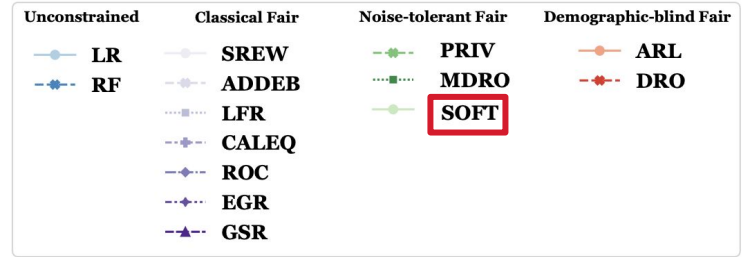 Unconstrained
LR
RF
Classical Fair
SREW
ADDEB
LFR
CALEQ
ROC
EGR
GSR
Noise-tolerant Fair
PRIV
MDRO
SOFT
Demographic-blind Fair
ARL
DRO